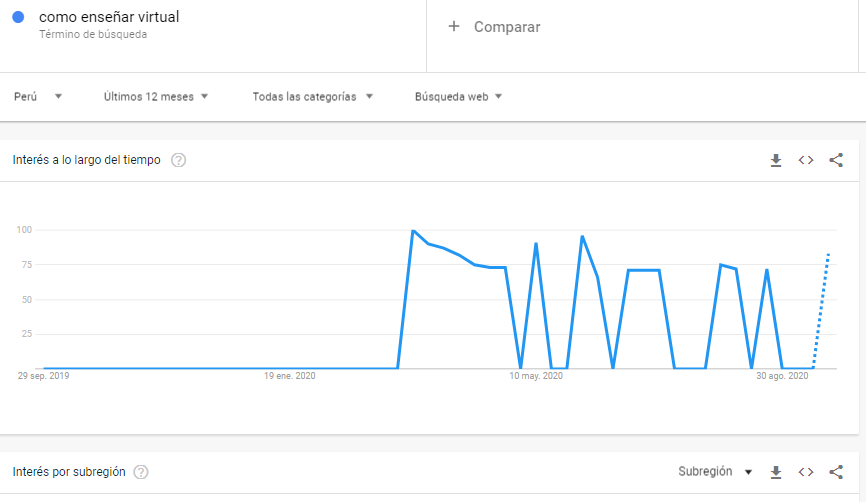 como enseñar virtual
Término de búsqueda
+ Comparar
Perú
Últimos 12 meses
Todas las categorías
Búsqueda web
Interés a lo largo del tiempo
?
100
75
50
25
29 sep. 2019
19 ene. 2020
10 may. 2020
30 ago. 2020
Interés por subregión
?
Subregión